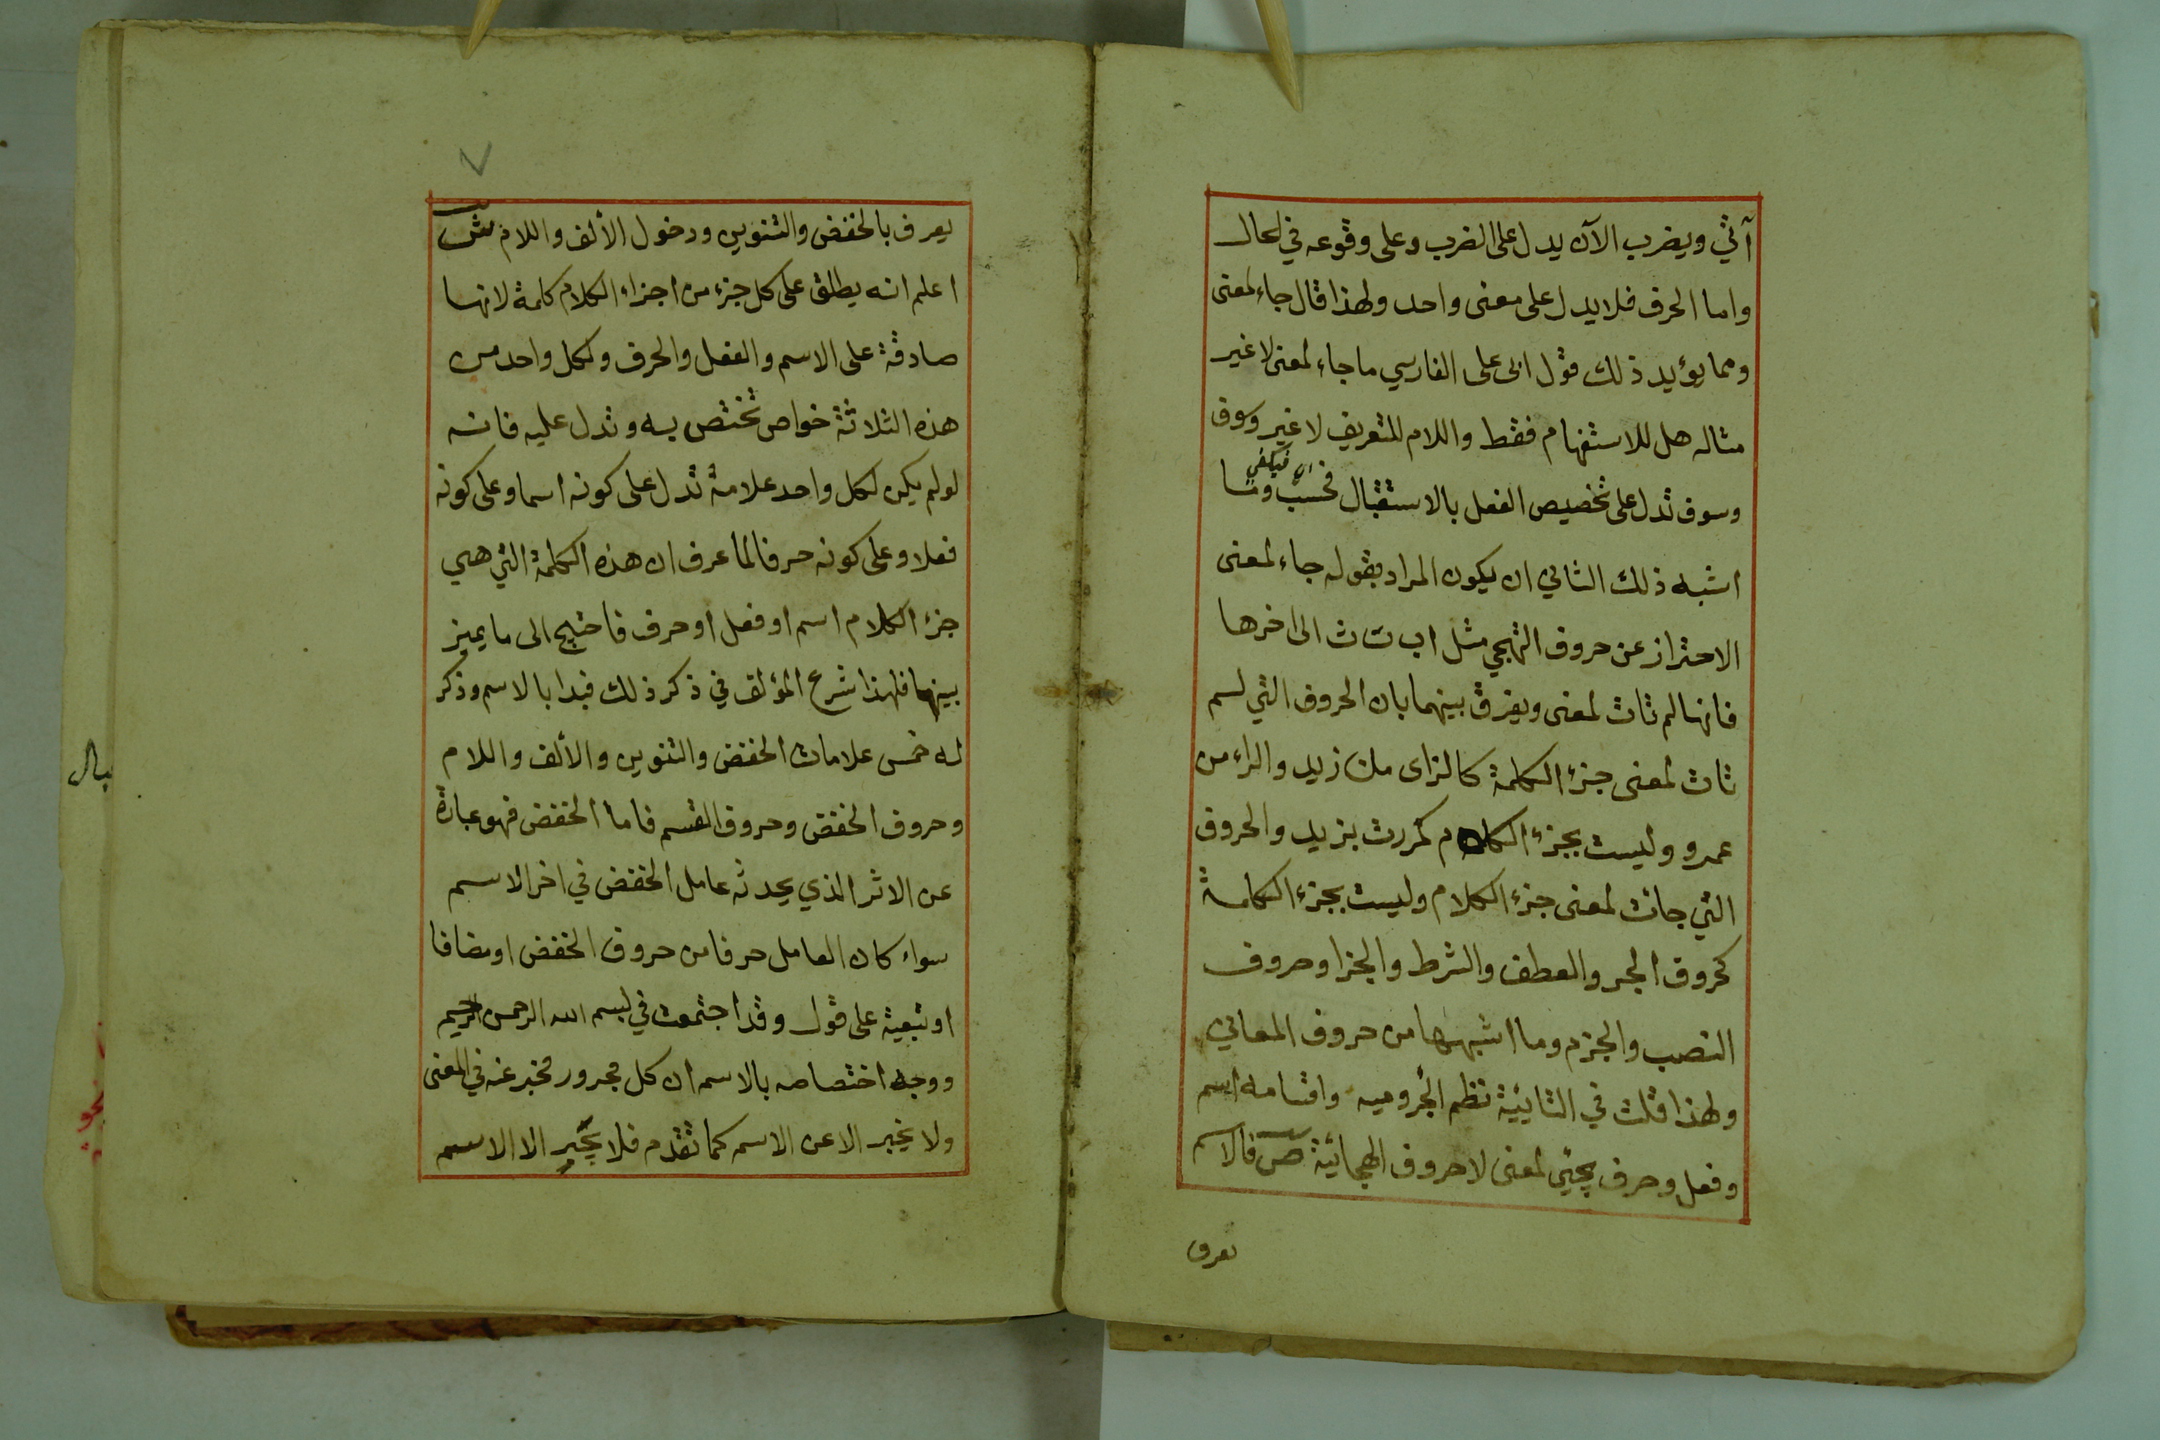 آتي ويضرب الآن يدل على الضرب وعلى وقوعه في الحال
واما الحرف فلا يدل على معنى واحد ولهذا قال جاء لمعنى
ومما يؤيد ذلك قول ابى على الفارسي ما جاء لمعنى لا غير
مثاله هل للاستفهام فقط واللام للتعريف لا غير وسوف
وسوف تدل على تخصيص الفعل بالاستقبال فحسب وما
اي فيكفي
اشبه ذلك الثاني ان يكون المراد بقوله جاء لمعنى
الاحتراز عن حروف التهجي مثل ا ب ت ث الى اخرها
فانها لم تات لمعنى ويفرق بينهما بان الحروف التي لم
تات لمعنى جزء الكلمة كالزاى من زيد والراء من
عمرو وليست بجزء الكلام كمررت بزيد والحروف
التي جات لمعنى جزء الكلام وليست بجزء الكلمة
كحروف الجر والعطف والشرط والجزا وحروف
النصب والجزم وما اشبهها من حروف المعاني
ولهذا قلت في التائية نظم الجرومية واقسامه اسم
وفعل وحرف يجيي لمعنى لا حروف الهجائية ص فالاسم
يعرف
يعرف بالخفض والتنوين ودخول الألف واللام ش
اعلم انه يطلق على كل جزء من اجزاء الكلام كلمة لانها
صادقة على الاسم والفعل والحرف ولكل واحد من
هذه الثلاثة خواص تختص به وتدل عليه فانه
لو لم يكن لكل واحد علامة تدل على كونه اسما وعلى كونه
فعلا وعلى كونه حرفا لما عرف ان هذه الكلمة التي هي
جزء الكلام اسم او فعل او حرف فاحتيج الى ما يميز
بينها فلهذا شرع المؤلف في ذكر ذلك فبدا بالاسم وذكر
له خمس علامات الخفض والتنوين والألف واللام
وحروف الخفض وحروف القسم فاما الخفض فهو عبارة
عن الاثر الذي يحدثه عامل الخفض في اخر الاسم
سواء كان العامل حرفا من حروف الخفض او مضافا
او تبعية على قول وقد اجتمعت في بسم الله الرحمن الرحيم
ووجه اختصاصه بالاسم ان كل مجرور مخبر عنه في المعنى
ولا يخبر الا عن الاسم كما تقدم فلا يجر الا الاسم